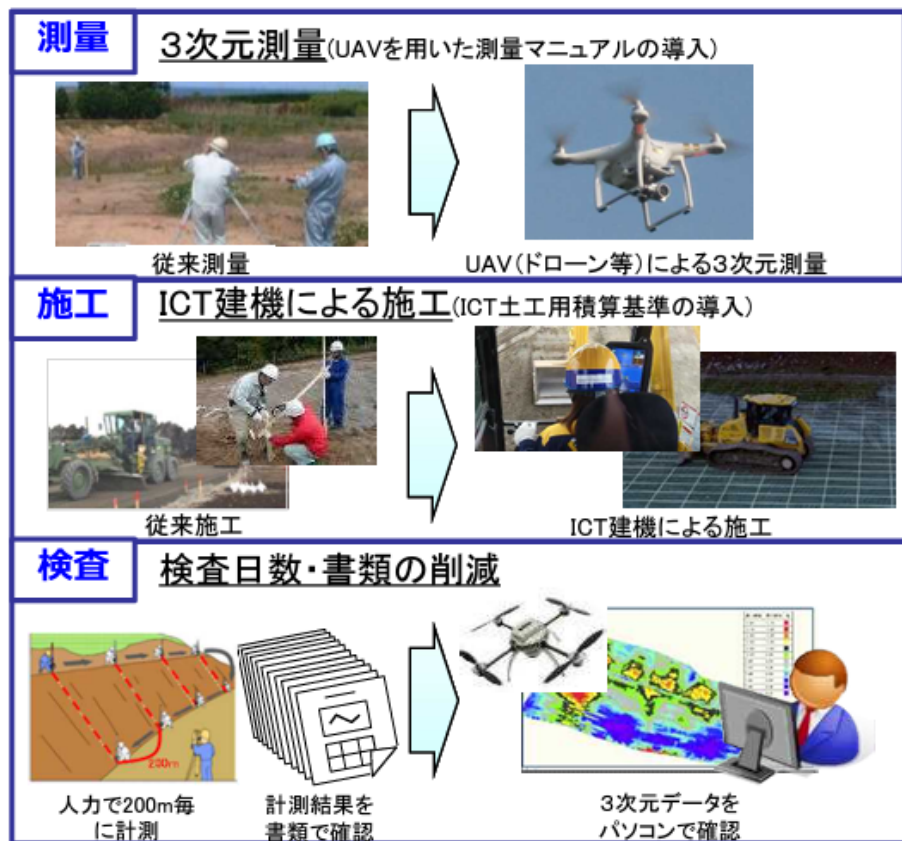 測量
3次元測量(UAVを用いた測量マニュアルの導入)
従来測量
UAV(ドローン等)による3次元測量
施工
ICT建機による施工(ICT土工用積算基準の導入)
従来施工
ICT建機による施工
検査
検査日数・書類の削減
200m
人力で200m毎
に計測
計測結果を
書類で確認
3次元データを
パソコンで確認